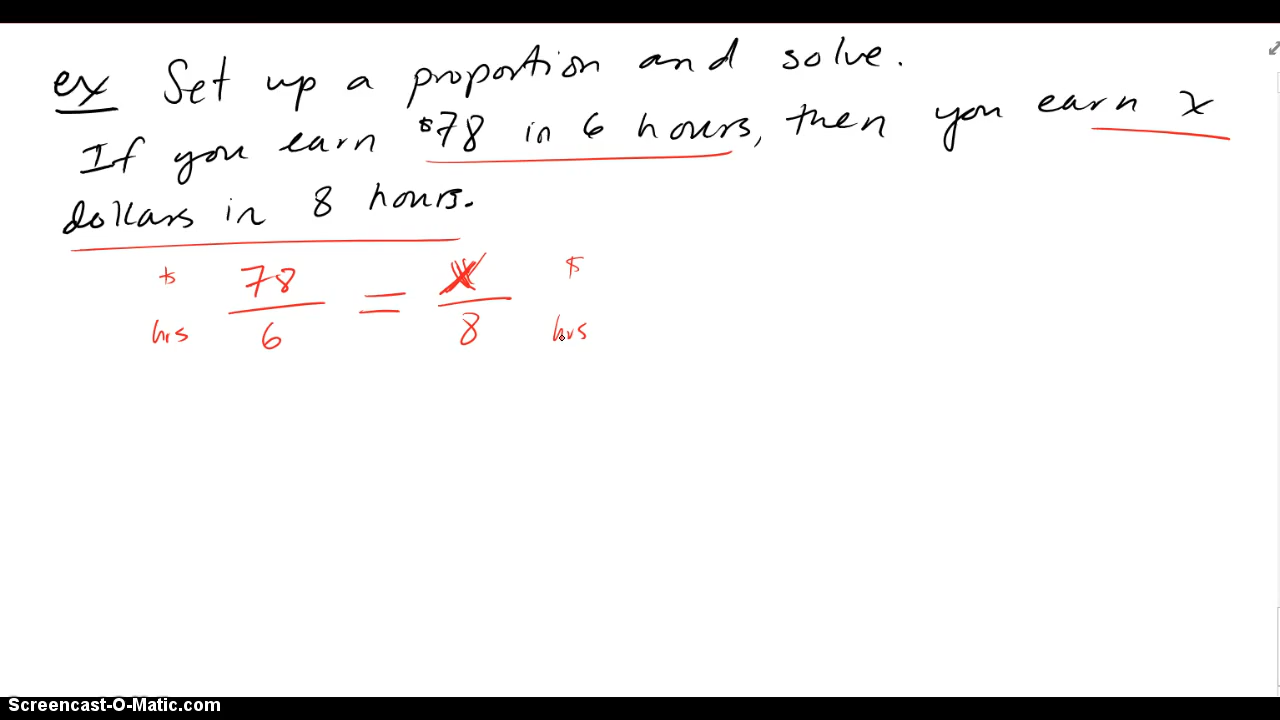 ex Set up a proportion and solve.
If you earn $78 in 6 hours, then you earn x
dollars in 8 hours.
$ 78 = x $
hrs 6 8 hrs
Screencast-O-Matic.com